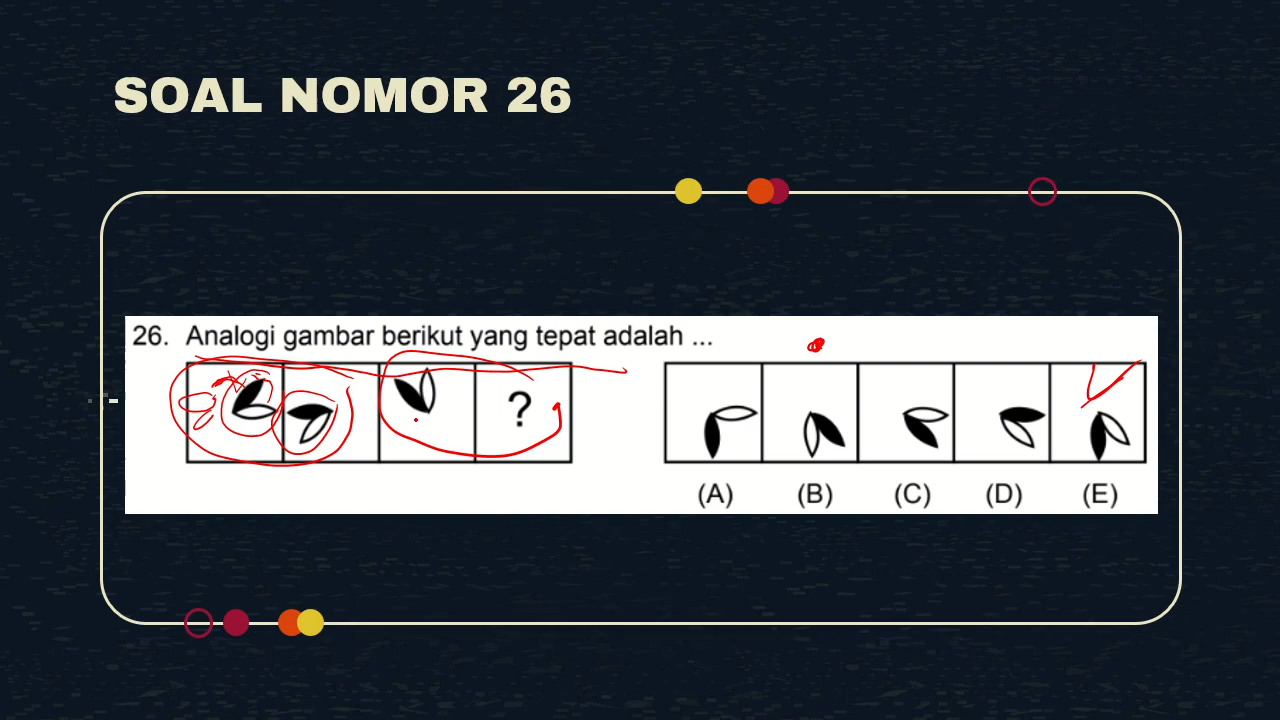 SOAL NOMOR 26
26. Analogi gambar berikut yang tepat adalah ...
?
(A) (B) (C) (D) (E)